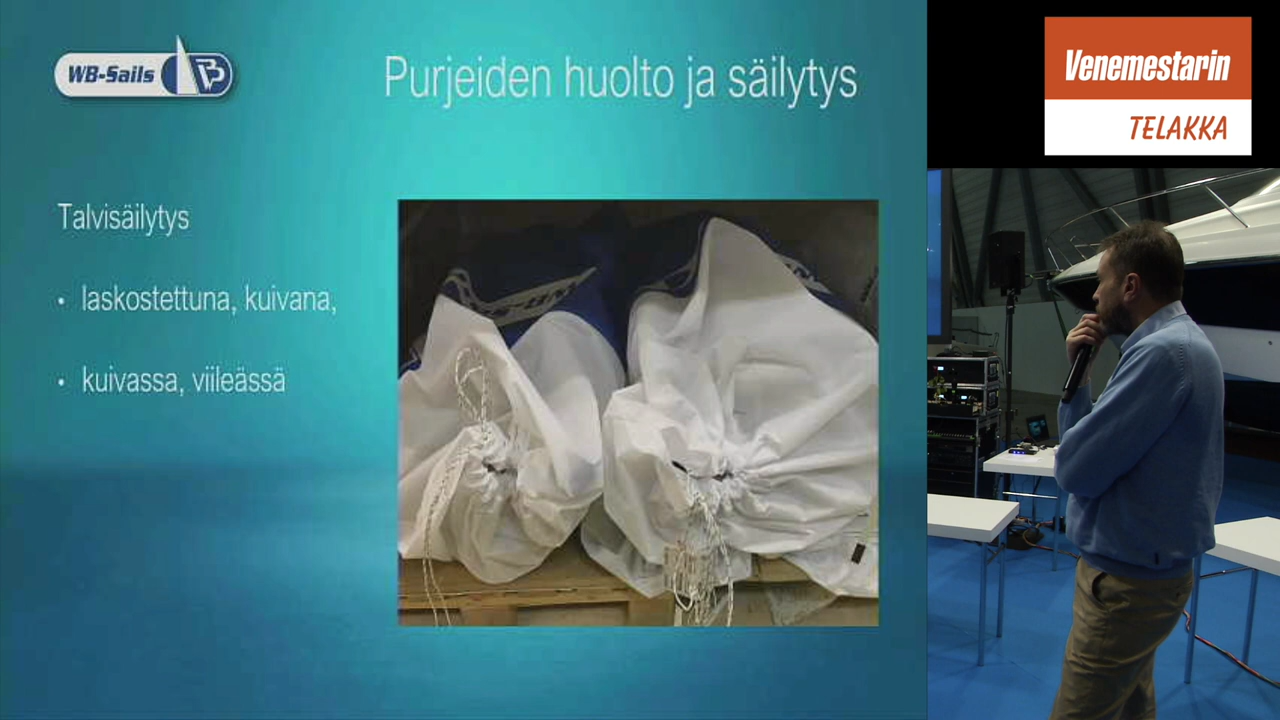 WB-Sails
Purjeiden huolto ja säilytys
Talvisäilytys
• laskostettuna, kuivana,
• kuivassa, viileässä
Venemestarin
TELAKKA